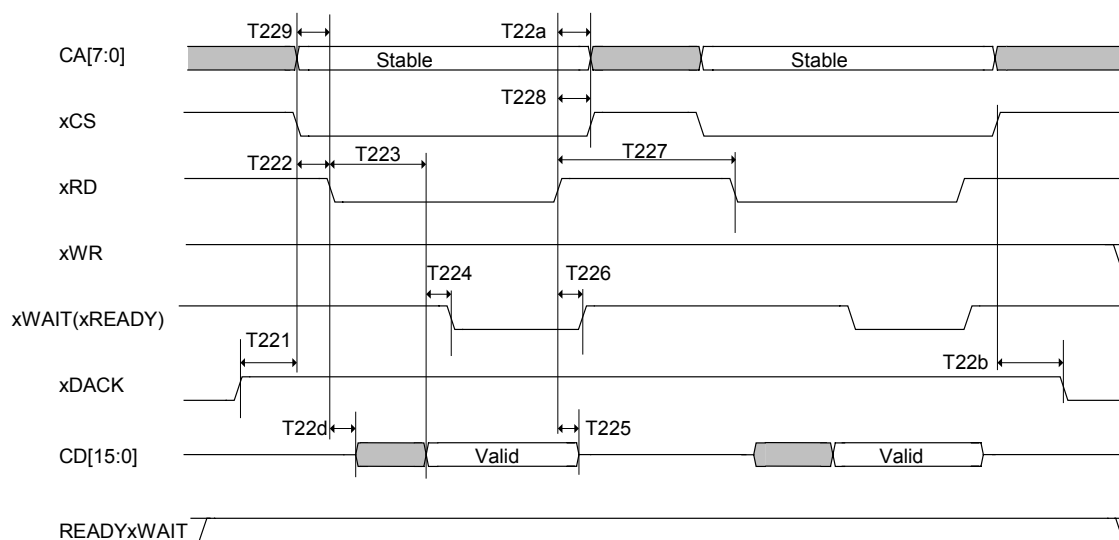 T229 T22a
CA[7:0] Stable Stable
T228
xCS
T222 T223 T227
xRD
xWR
T224 T226
xWAIT(xREADY)
T221 T22b
xDACK
T22d T225
CD[15:0] Valid Valid
READYxWAIT